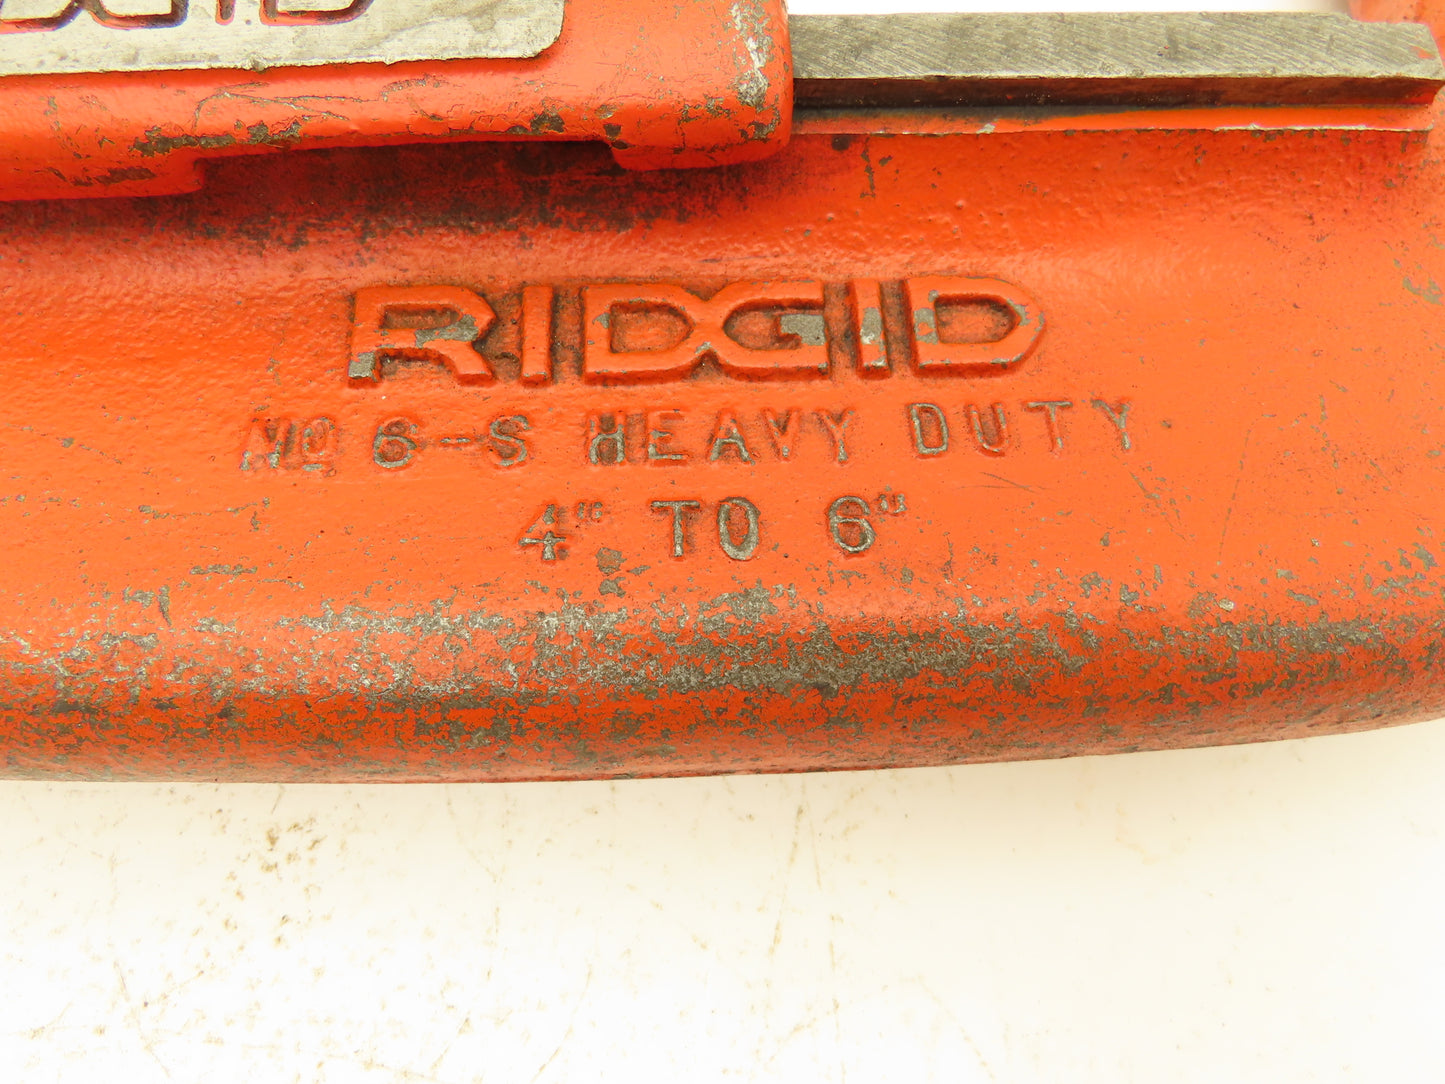 RIDGID
Nº 6-S HEAVY DUTY
4" TO 6"